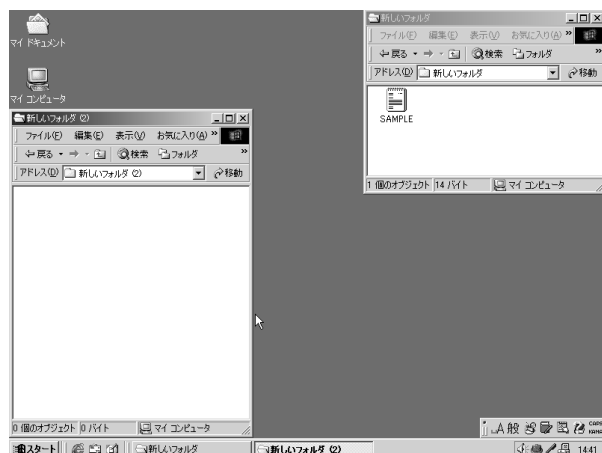 マイ ドキュメント
マイ コンピュータ
新しいフォルダ
ファイル(F) 編集(E) 表示(V) お気に入り(A) »
戻る 検索 フォルダ »
アドレス(D) 新しいフォルダ 移動
SAMPLE
1 個のオブジェクト 14 バイト マイ コンピュータ
新しいフォルダ (2)
ファイル(F) 編集(E) 表示(V) お気に入り(A) »
戻る 検索 フォルダ »
アドレス(D) 新しいフォルダ (2) 移動
0 個のオブジェクト 0 バイト マイ コンピュータ
_A 般 CAPS
KANA
スタート 新しいフォルダ 新しいフォルダ (2) 14:41